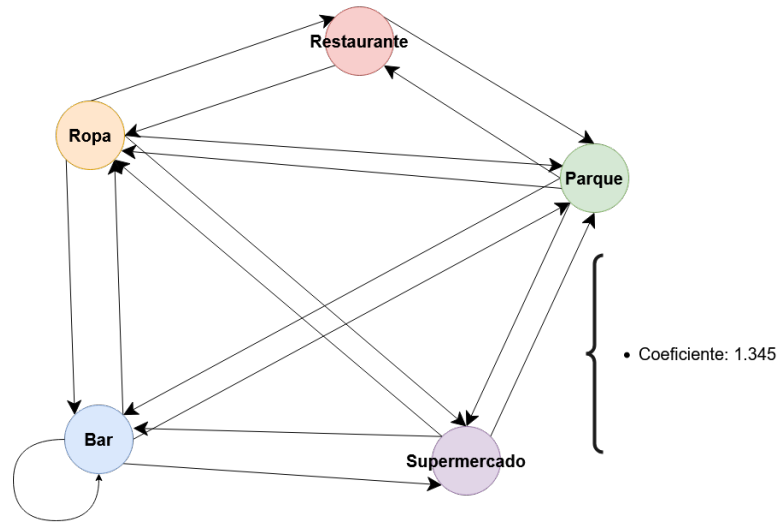 Restaurante
Ropa
Parque
• Coeficiente: 1.345
Bar
Supermercado